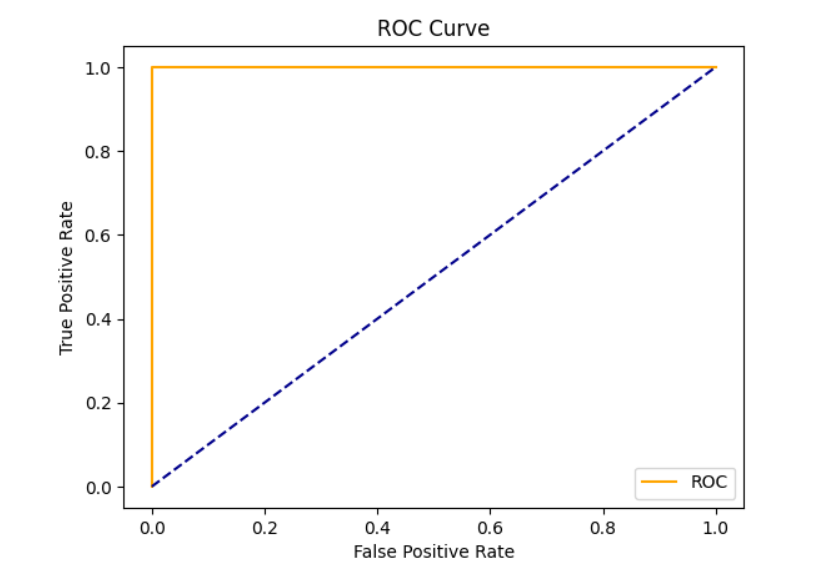 ROC Curve
True Positive Rate
1.0
0.8
0.6
0.4
0.2
0.0
ROC
0.0 0.2 0.4 0.6 0.8 1.0
False Positive Rate